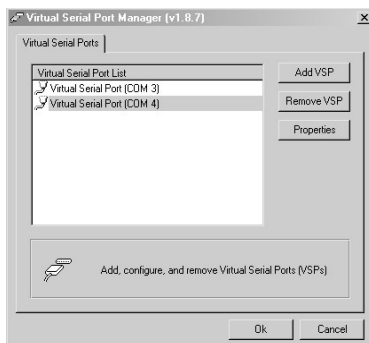 Virtual Serial Port Manager (v1.8.7)
Virtual Serial Ports
Virtual Serial Port List
Virtual Serial Port (COM 3)
Virtual Serial Port (COM 4)
Add VSP
Remove VSP
Properties
Add, configure, and remove Virtual Serial Ports (VSPs)
Ok
Cancel